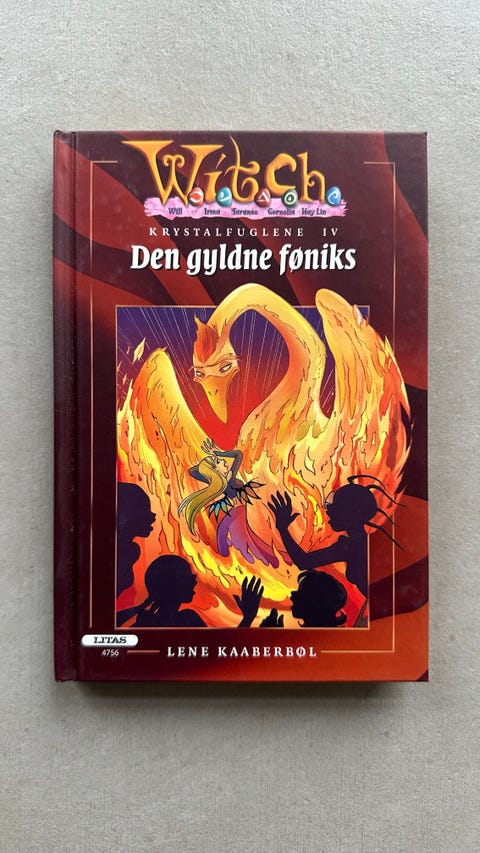 W.i.t.c.h.
Will Irma Taranee Cornelia Hay Lin
KRYSTALFUGLENE IV
Den gyldne føniks
LITAS
4756
LENE KAABERBØL